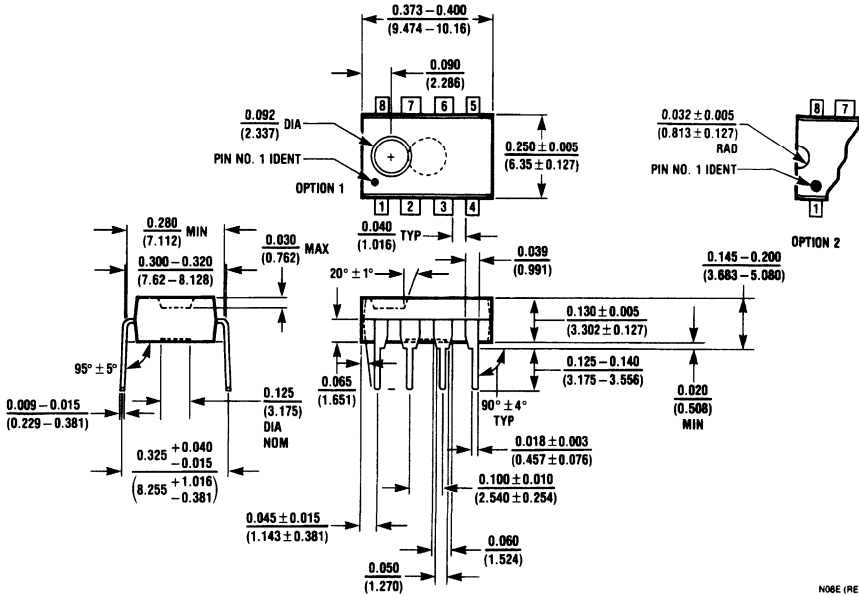 0.373 – 0.400
(9.474 – 10.16)
0.090
(2.286)
8 7 6 5
0.092 DIA
(2.337)
PIN NO. 1 IDENT
OPTION 1
0.250 ± 0.005
(6.35 ± 0.127)
1 2 3 4
0.032 ± 0.005
(0.813 ± 0.127)
RAD
PIN NO. 1 IDENT
8 7
1
OPTION 2
0.280 MIN
(7.112)
0.300 – 0.320
(7.62 – 8.128)
0.030 MAX
(0.762)
0.040 TYP
(1.016)
0.039
(0.991)
20° ± 1°
0.145 – 0.200
(3.683 – 5.080)
0.130 ± 0.005
(3.302 ± 0.127)
0.125 – 0.140
(3.175 – 3.556)
0.020
(0.508)
MIN
95° ± 5°
0.009 – 0.015
(0.229 – 0.381)
0.125
(3.175)
DIA
NOM
0.065
(1.651)
90° ± 4°
TYP
0.325 + 0.040
– 0.015
(8.255 + 1.016
– 0.381)
0.018 ± 0.003
(0.457 ± 0.076)
0.100 ± 0.010
(2.540 ± 0.254)
0.045 ± 0.015
(1.143 ± 0.381)
0.060
(1.524)
0.050
(1.270)
N08E (RE